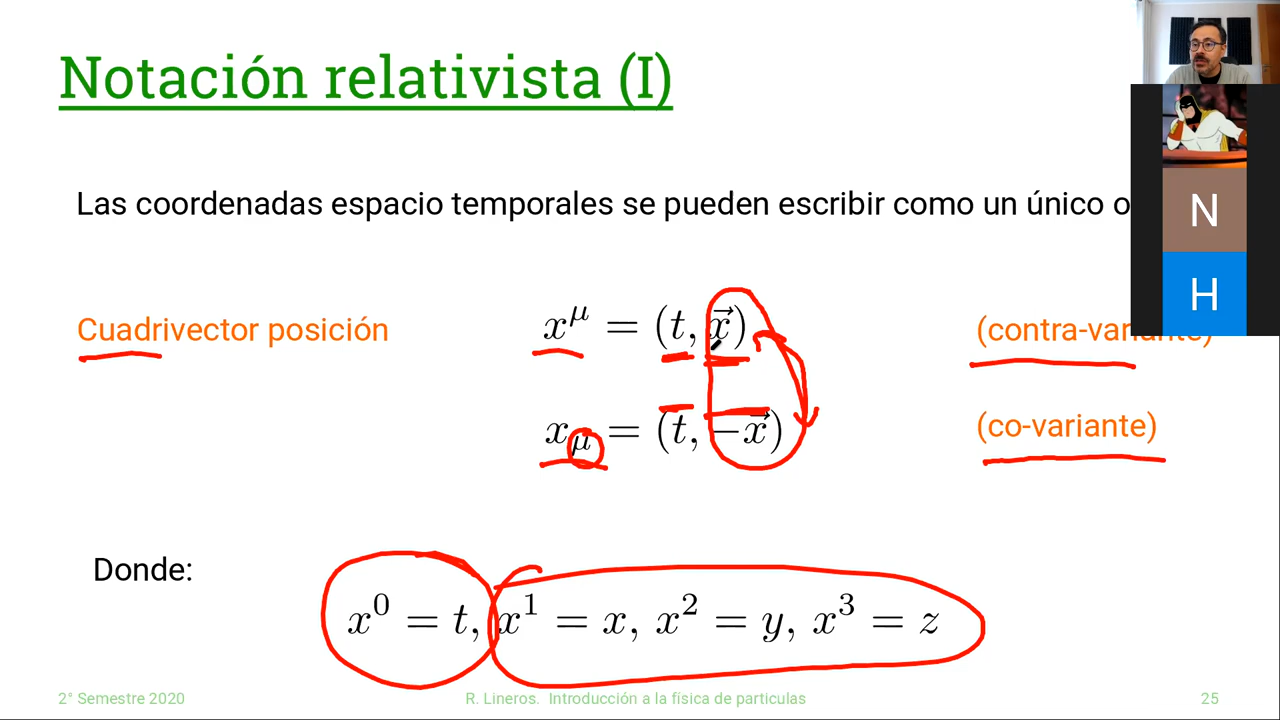 Notación relativista (I)
Las coordenadas espacio temporales se pueden escribir como un único
N
Cuadrivector posición x^μ = (t, x⃗) (contra-variante)
H
x_μ = (t, −x⃗) (co-variante)
Donde:
x^0 = t, x^1 = x, x^2 = y, x^3 = z
2° Semestre 2020 R. Lineros. Introducción a la física de particulas 25